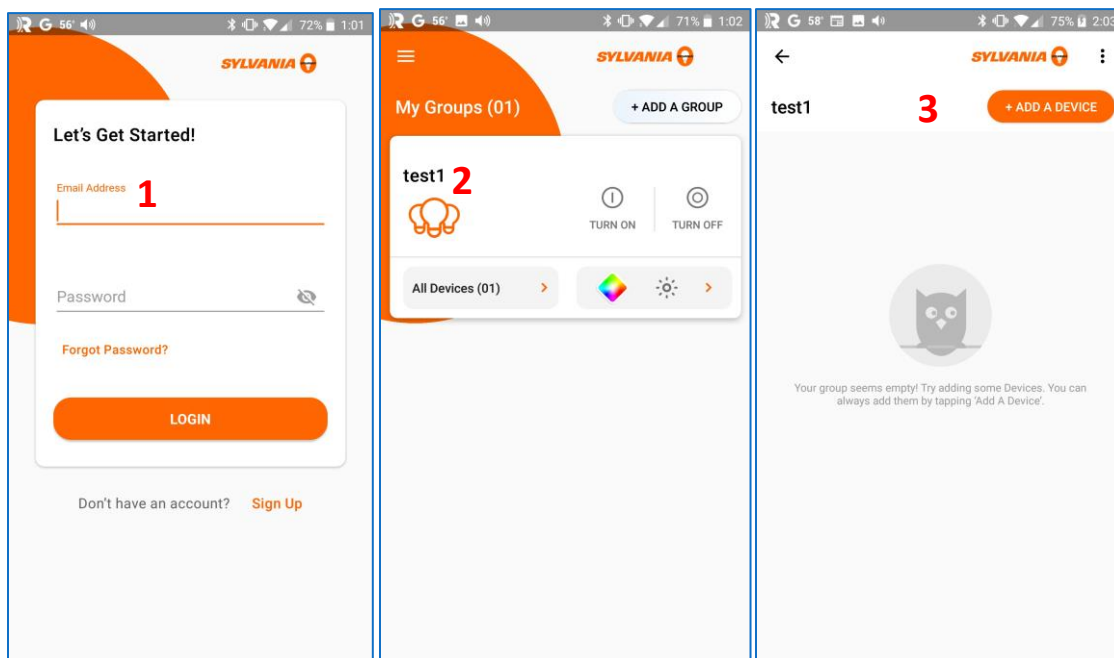 G 56° 72% 1:01
SYLVANIA
Let's Get Started!
Email Address
1
Password
Forgot Password?
LOGIN
Don't have an account? Sign Up
G 56° 71% 1:02
SYLVANIA
My Groups (01)
+ ADD A GROUP
test1
2
TURN ON
TURN OFF
All Devices (01)
G 58° 75% 2:03
SYLVANIA
test1
3
+ ADD A DEVICE
Your group seems empty! Try adding some Devices. You can
always add them by tapping 'Add A Device'.